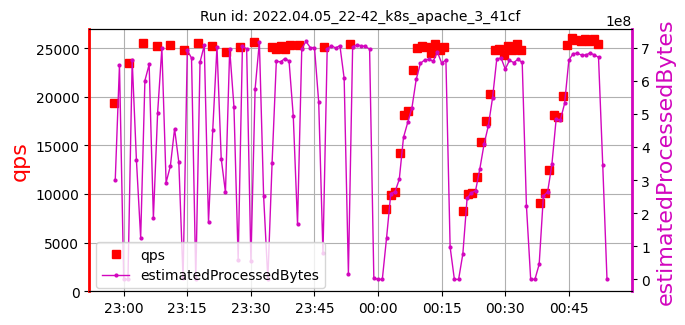 Run id: 2022.04.05_22-42_k8s_apache_3_41cf
1e8
25000
20000
15000
10000
5000
0
qps
7
6
5
4
3
2
1
0
estimatedProcessedBytes
qps
estimatedProcessedBytes
23:00 23:15 23:30 23:45 00:00 00:15 00:30 00:45